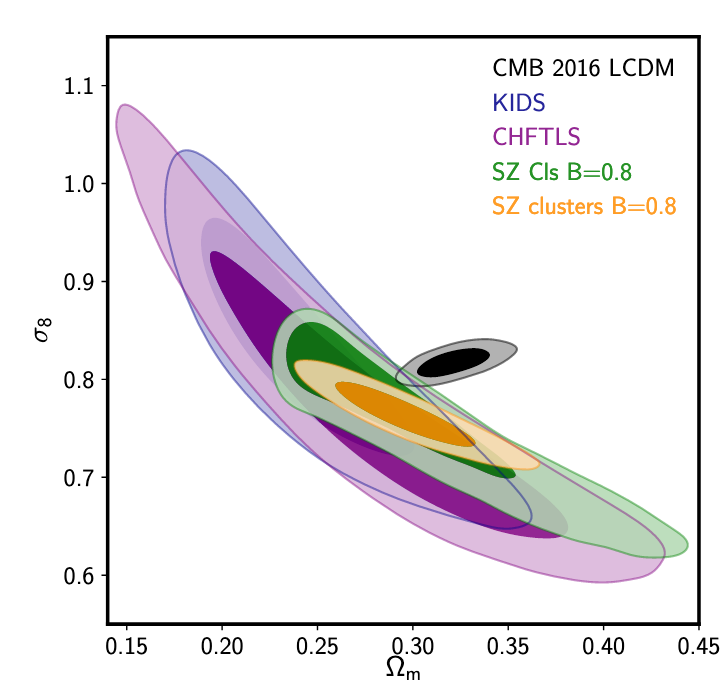 CMB 2016 LCDM
KIDS
CHFTLS
SZ Cls B=0.8
SZ clusters B=0.8
1.1
1.0
0.9
0.8
0.7
0.6
σ8
0.15 0.20 0.25 0.30 0.35 0.40 0.45
Ωm